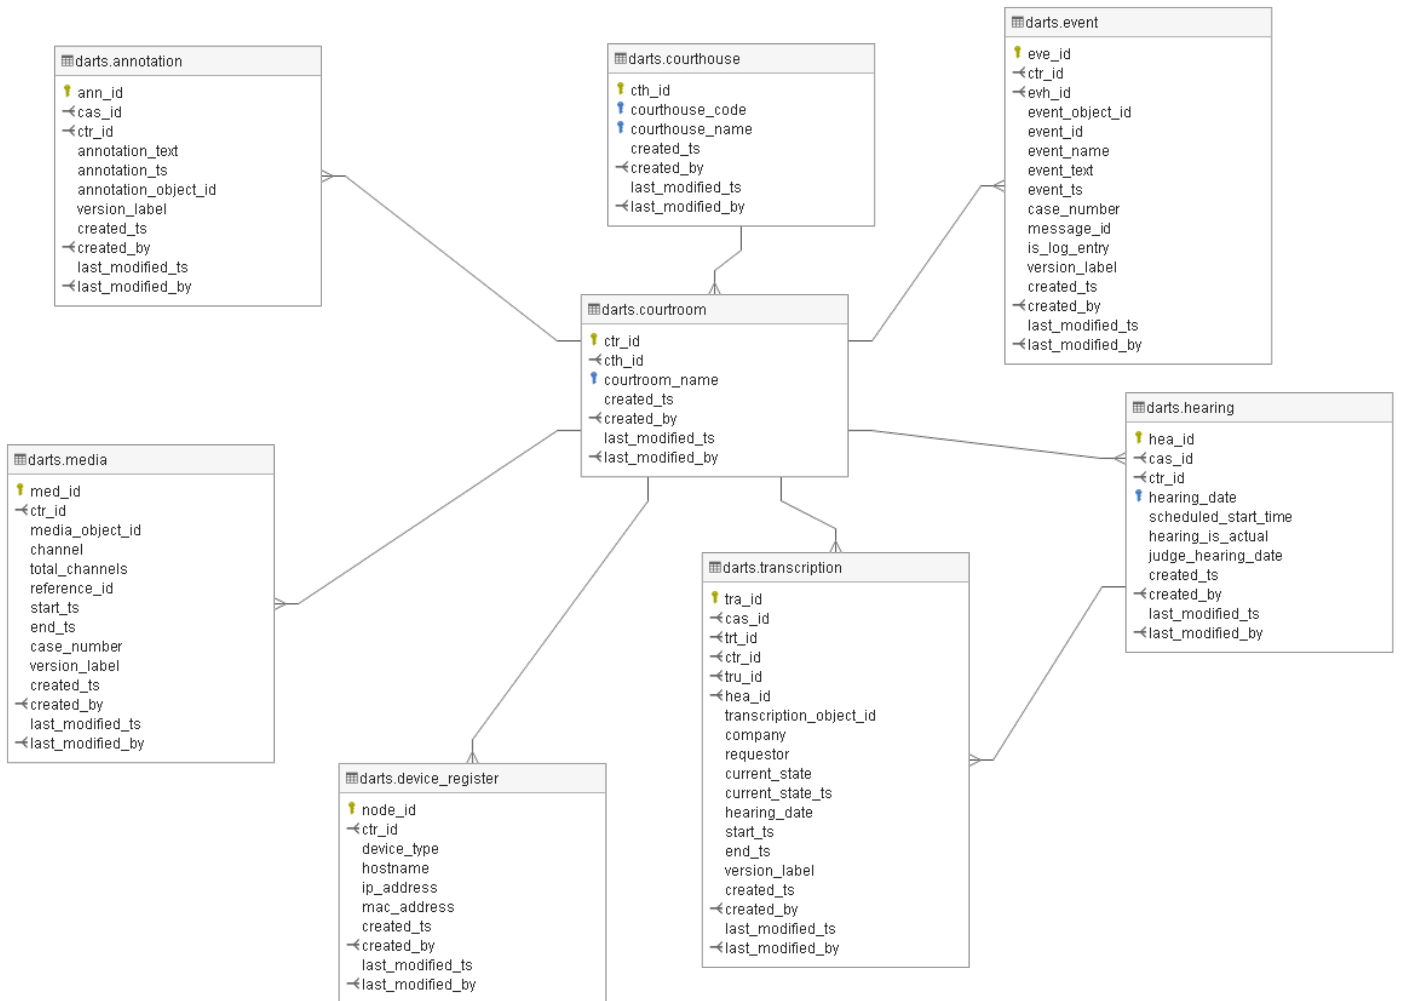 darts.annotation
ann_id
cas_id
ctr_id
annotation_text
annotation_ts
annotation_object_id
version_label
created_ts
created_by
last_modified_ts
last_modified_by
darts.courthouse
cth_id
courthouse_code
courthouse_name
created_ts
created_by
last_modified_ts
last_modified_by
darts.event
eve_id
ctr_id
evh_id
event_object_id
event_id
event_name
event_text
event_ts
case_number
message_id
is_log_entry
version_label
created_ts
created_by
last_modified_ts
last_modified_by
darts.courtroom
ctr_id
cth_id
courtroom_name
created_ts
created_by
last_modified_ts
last_modified_by
darts.hearing
hea_id
cas_id
ctr_id
hearing_date
scheduled_start_time
hearing_is_actual
judge_hearing_date
created_ts
created_by
last_modified_ts
last_modified_by
darts.media
med_id
ctr_id
media_object_id
channel
total_channels
reference_id
start_ts
end_ts
case_number
version_label
created_ts
created_by
last_modified_ts
last_modified_by
darts.transcription
tra_id
cas_id
trt_id
ctr_id
tru_id
hea_id
transcription_object_id
company
requestor
current_state
current_state_ts
hearing_date
start_ts
end_ts
version_label
created_ts
created_by
last_modified_ts
last_modified_by
darts.device_register
node_id
ctr_id
device_type
hostname
ip_address
mac_address
created_ts
created_by
last_modified_ts
last_modified_by